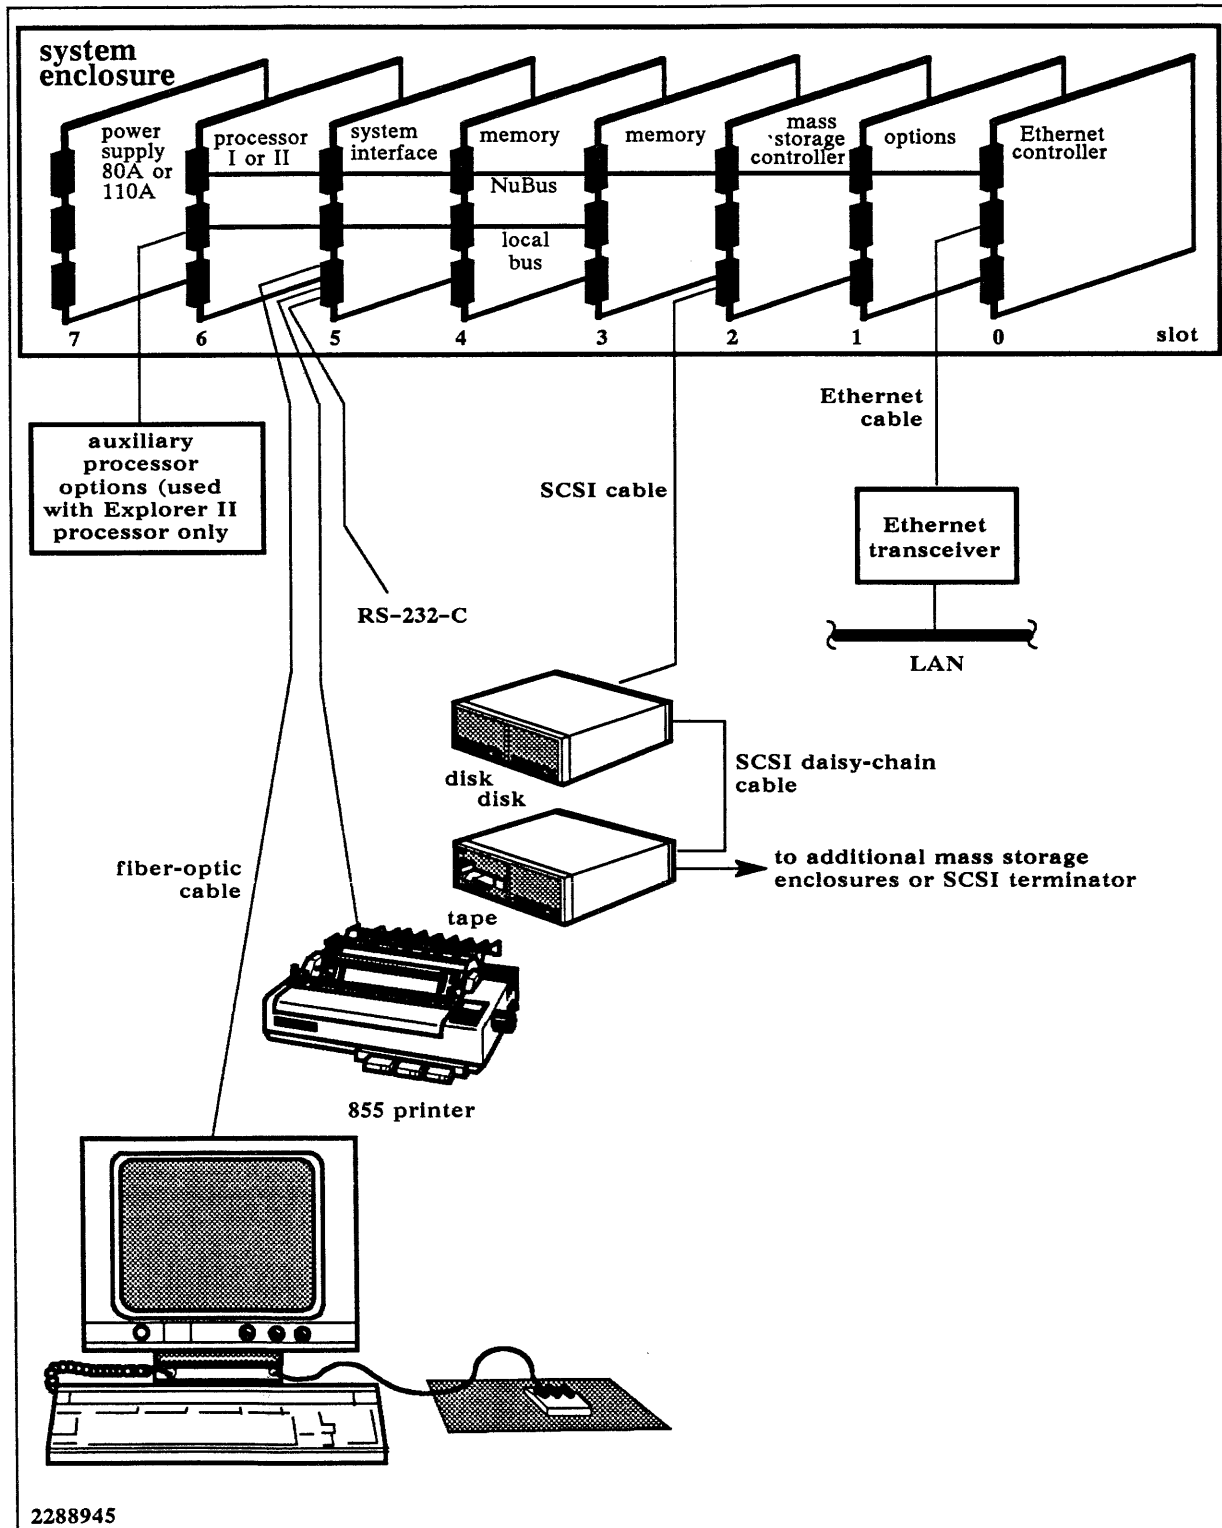 system
enclosure
power
supply
80A or
110A
processor
I or II
system
interface
memory
memory
mass
storage
controller
options
Ethernet
controller
NuBus
local
bus
7
6
5
4
3
2
1
0
slot
auxiliary
processor
options (used
with Explorer II
processor only
Ethernet
cable
SCSI cable
Ethernet
transceiver
RS-232-C
LAN
SCSI daisy-chain
cable
disk
disk
to additional mass storage
enclosures or SCSI terminator
fiber-optic
cable
tape
855 printer
2288945